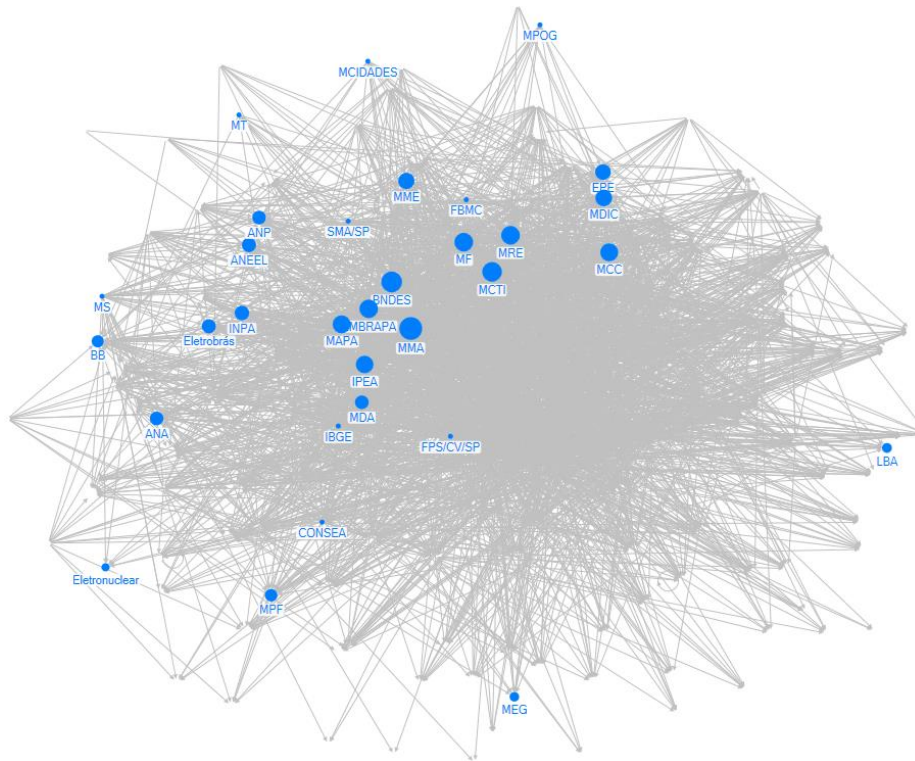 MPOG
MCIDADES
MT
EPE
MME
FBMC
MDIC
ANP
SMA/SP
ANEEL
MF
MRE
MCC
MCTI
BNDES
MS
INPA
MBRAPA
Eletrobrás
MAPA
MMA
BB
IPEA
MDA
ANA
IBGE
FPS/CV/SP
LBA
CONSEA
Eletronuclear
MPF
MEG